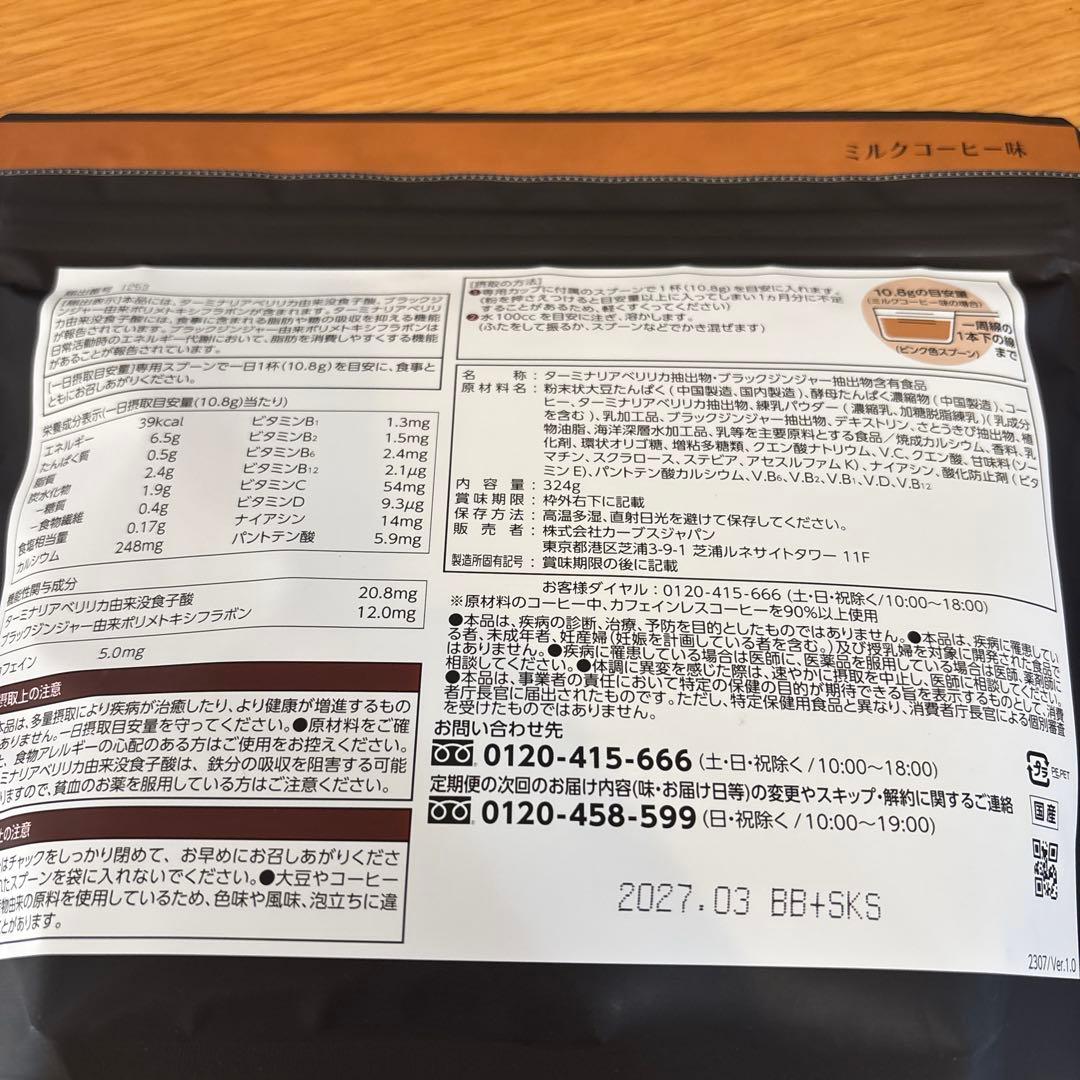 ミルクコーヒー味
届出番号 I259
[届出表示]本品には、ターミナリアベリリカ由来没食子酸、ブラックジ
ンジャー由来ポリメトキシフラボンが含まれます。ターミナリアベリリ
カ由来没食子酸には、食事に含まれる脂肪や糖の吸収を抑える機能
が報告されています。ブラックジンジャー由来ポリメトキシフラボンは
日常活動時のエネルギー代謝において、脂肪を消費しやすくする機能
があることが報告されています。
[一日摂取目安量]専用スプーンで一日1杯(10.8g)を目安に、食事と
ともにお召しあがりください。
栄養成分表示(一日摂取目安量(10.8g)当たり)
エネルギー 39kcal ビタミンB1 1.3mg
たんぱく質 6.5g ビタミンB2 1.5mg
脂質 0.5g ビタミンB6 2.4mg
炭水化物 2.4g ビタミンB12 2.1μg
-糖質 1.9g ビタミンC 54mg
-食物繊維 0.4g ビタミンD 9.3μg
食塩相当量 0.17g ナイアシン 14mg
カルシウム 248mg パントテン酸 5.9mg
機能性関与成分
ターミナリアベリリカ由来没食子酸 20.8mg
ブラックジンジャー由来ポリメトキシフラボン 12.0mg
フェイン 5.0mg
摂取上の注意
本品は、多量摂取により疾病が治癒したり、より健康が増進するもの
ありません。一日摂取目安量を守ってください。●原材料をご確
、食物アレルギーの心配のある方はご使用をお控えください。
ミナリアベリリカ由来没食子酸は、鉄分の吸収を阻害する可能
りますので、貧血のお薬を服用している方はご注意ください。
上の注意
はチャックをしっかり閉めて、お早めにお召しあがりくださ
れたスプーンを袋に入れないでください。●大豆やコーヒー
物由来の原料を使用しているため、色味や風味、泡立ちに違
とがあります。
[摂取の方法]
❶専用カップに付属のスプーンで1杯(10.8g)を目安に入れます。
(粉を押さえつけると目安量以上に入ってしまい1ヵ月分に不足
することがあるため、軽くすくってください)
❷水100ccを目安に注ぎ、溶かします。
(ふたをして振るか、スプーンなどでかき混ぜます)
10.8gの目安量
(ミルクコーヒー味の場合)
一周線の
1本下の線
まで
(ピンク色スプーン)
名称:ターミナリアベリリカ抽出物・ブラックジンジャー抽出物含有食品
原材料名:粉末状大豆たんぱく(中国製造、国内製造)、酵母たんぱく濃縮物(中国製造)、コー
ヒー、ターミナリアベリリカ抽出物、練乳パウダー(濃縮乳、加糖脱脂練乳)(乳成分
を含む)、乳加工品、ブラックジンジャー抽出物、デキストリン、さとうきび抽出物、植
物油脂、海洋深層水加工品、乳等を主要原料とする食品/焼成カルシウム、香料、乳
化剤、環状オリゴ糖、増粘多糖類、クエン酸ナトリウム、V.C、クエン酸、甘味料(ソー
マチン、スクラロース、ステビア、アセスルファムK)、ナイアシン、酸化防止剤(ビタ
ミンE)、パントテン酸カルシウム、V.B6、V.B2、V.B1、V.D、V.B12
内容量:324g
賞味期限:枠外右下に記載
保存方法:高温多湿、直射日光を避けて保存してください。
販売者:株式会社カーブスジャパン
東京都港区芝浦3-9-1 芝浦ルネサイトタワー 11F
製造所固有記号:賞味期限の後に記載
お客様ダイヤル:0120-415-666 (土・日・祝除く/10:00〜18:00)
※原材料のコーヒー中、カフェインレスコーヒーを90%以上使用
●本品は、疾病の診断、治療、予防を目的としたものではありません。●本品は、疾病に罹患してい
る者、未成年者、妊産婦(妊娠を計画している者を含む。)及び授乳婦を対象に開発された食品で
はありません。●疾病に罹患している場合は医師に、医薬品を服用している場合は医師、薬剤師に
相談してください。●体調に異変を感じた際は、速やかに摂取を中止し、医師に相談してください。
●本品は、事業者の責任において特定の保健の目的が期待できる旨を表示するものとして、消費
者庁長官に届出されたものです。ただし、特定保健用食品と異なり、消費者庁長官による個別審査
を受けたものではありません。
お問い合わせ先
0120-415-666 (土・日・祝除く/10:00〜18:00)
定期便の次回のお届け内容(味・お届け日等)の変更やスキップ・解約に関するご連絡
0120-458-599 (日・祝除く/10:00〜19:00)
プラ
PE,PET
国産
2027.03 BB+SKS
2307/Ver.1.0